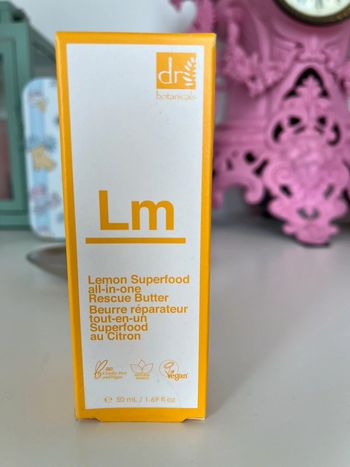 dr
botanicals
Lm
Lemon Superfood
all-in-one
Rescue Butter
Beurre réparateur
tout-en-un
Superfood
au Citron
Vegan
℮ 50 mL / 1.69 fl oz